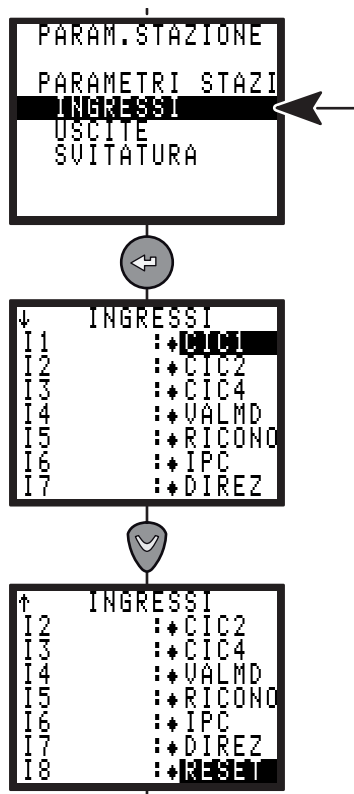 PARAM.STAZIONE
PARAMETRI STAZI
INGRESSI
USCITE
SVITATURA
↓ INGRESSI
I1 :♦CIC1
I2 :♦CIC2
I3 :♦CIC4
I4 :♦VALMD
I5 :♦RICONO
I6 :♦IPC
I7 :♦DIREZ
↑ INGRESSI
I2 :♦CIC2
I3 :♦CIC4
I4 :♦VALMD
I5 :♦RICONO
I6 :♦IPC
I7 :♦DIREZ
I8 :♦RESET